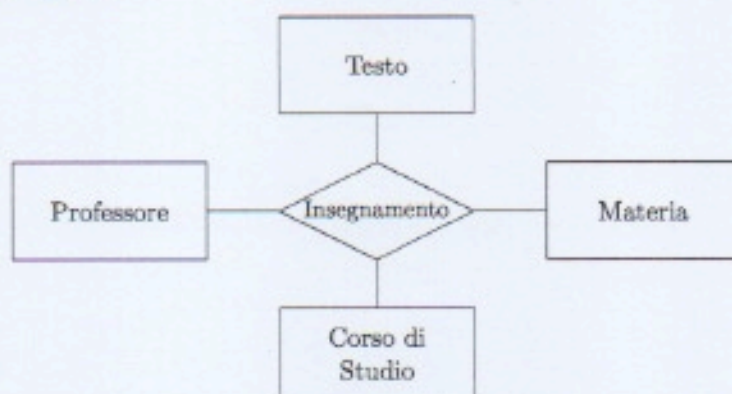 Testo
Professore
Insegnamento
Materia
Corso di
Studio